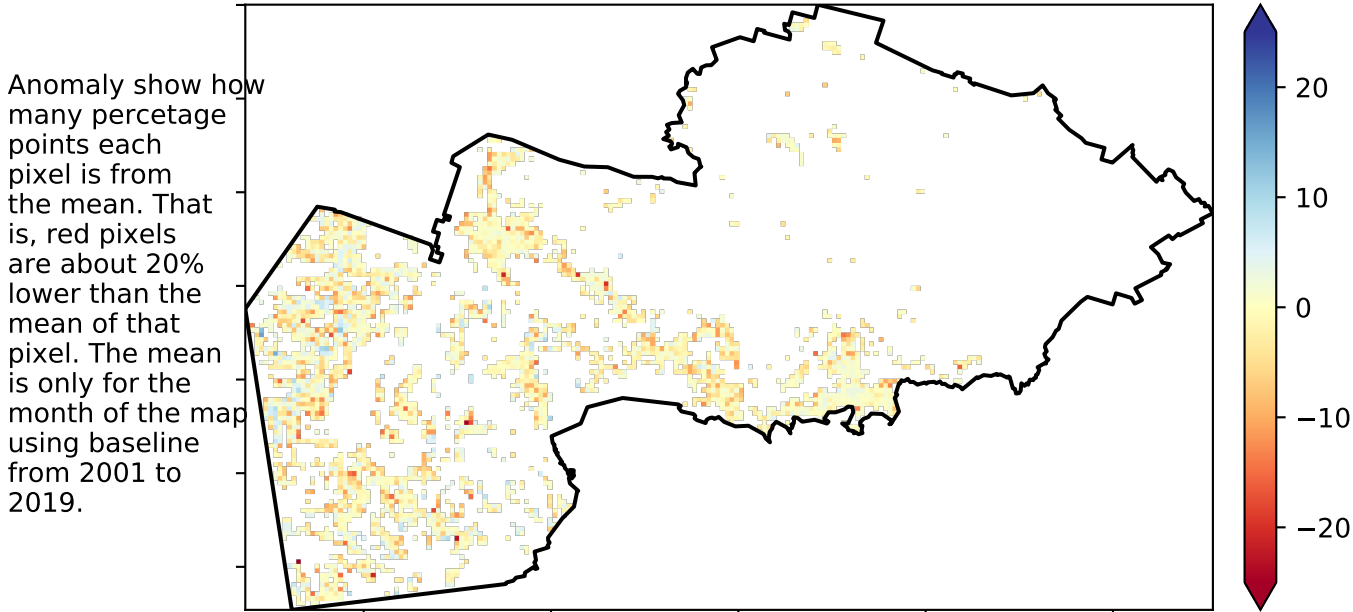 Anomaly show how
many percetage
points each
pixel is from
the mean. That
is, red pixels
are about 20%
lower than the
mean of that
pixel. The mean
is only for the
month of the map
using baseline
from 2001 to
2019.
20
10
0
−10
−20